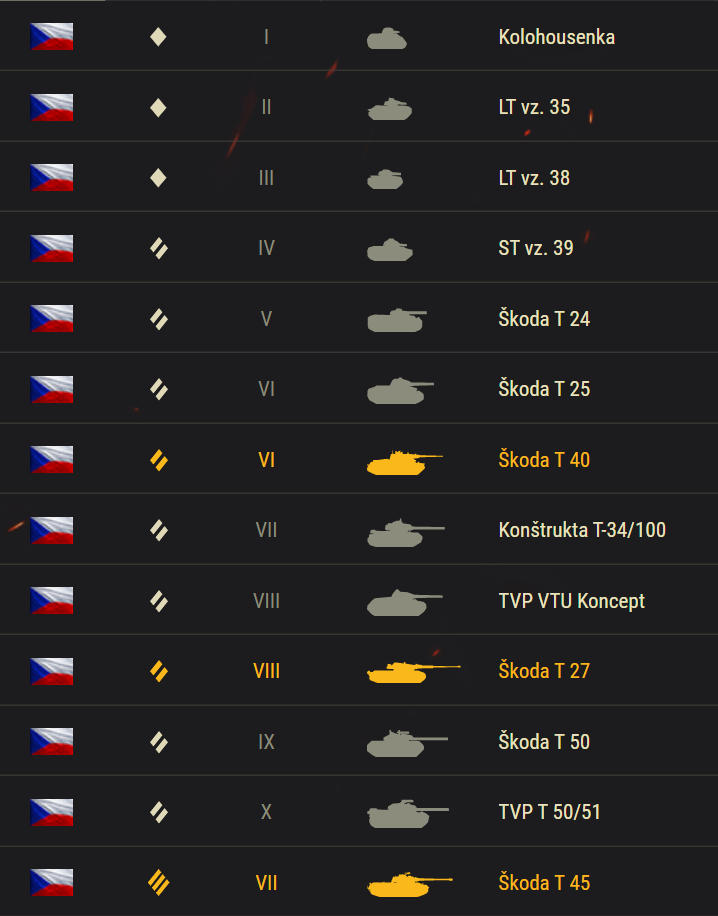 I Kolohousenka
II LT vz. 35
III LT vz. 38
IV ST vz. 39
V Škoda T 24
VI Škoda T 25
VI Škoda T 40
VII Konštrukta T-34/100
VIII TVP VTU Koncept
VIII Škoda T 27
IX Škoda T 50
X TVP T 50/51
VII Škoda T 45